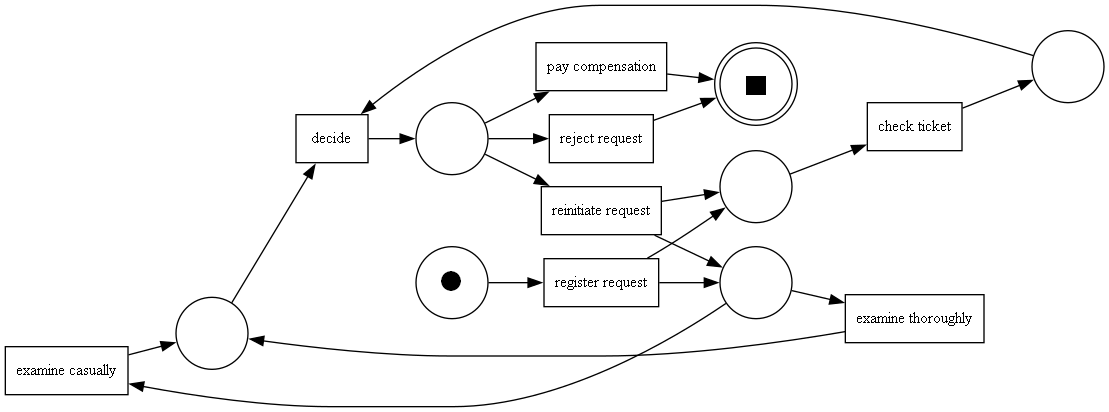 pay compensation
decide
reject request
check ticket
reinitiate request
register request
examine thoroughly
examine casually